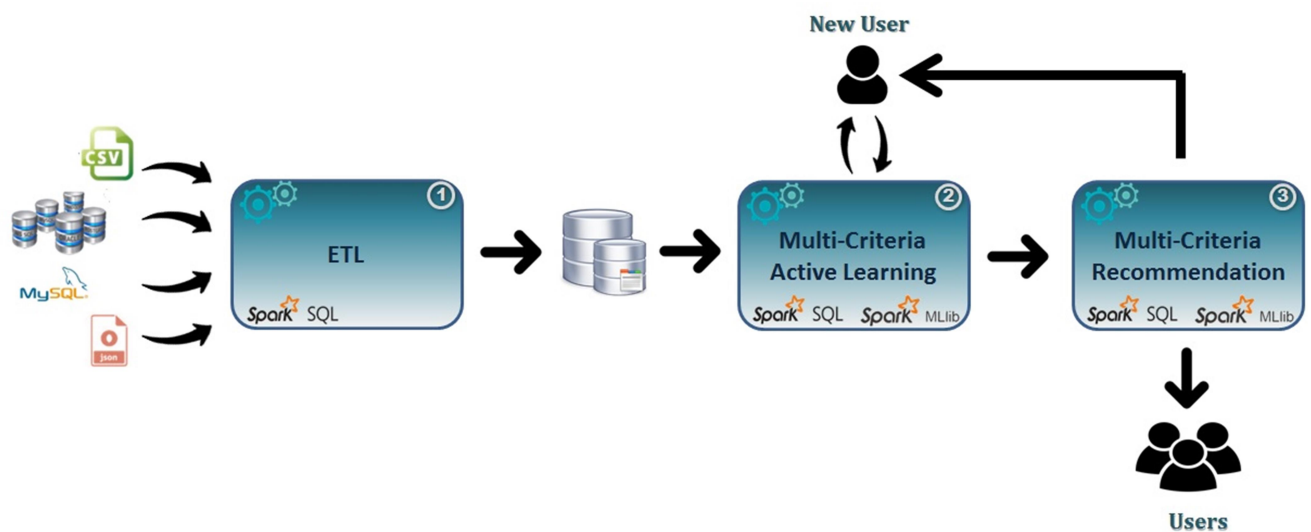 New User
CSV
MySQL
json
1
ETL
Spark SQL
2
Multi-Criteria
Active Learning
Spark SQL Spark MLlib
3
Multi-Criteria
Recommendation
Spark SQL Spark MLlib
Users